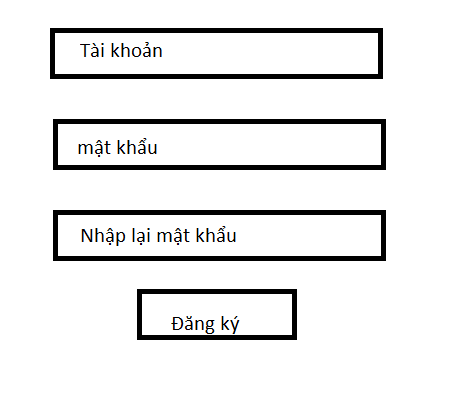 Tài khoản
mật khẩu
Nhập lại mật khẩu
Đăng ký